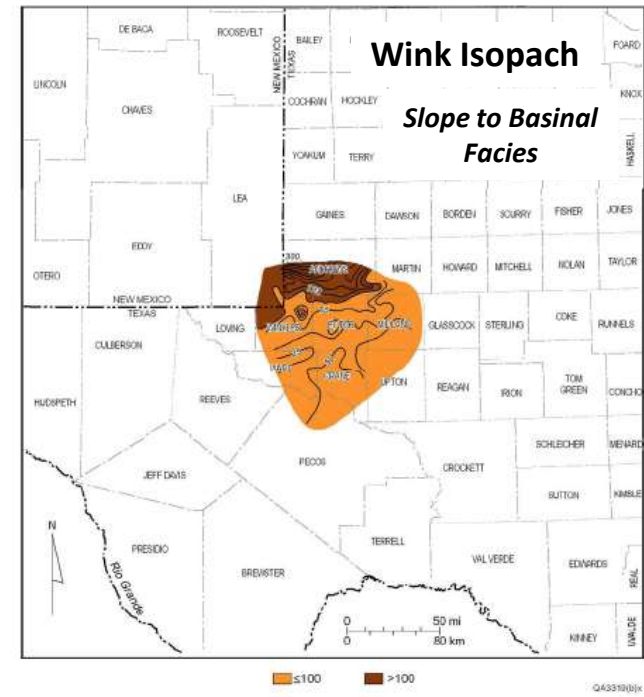 Wink Isopach
Slope to Basinal
Facies
DE BACA
ROOSEVELT
NEW MEXICO
TEXAS
BAILEY
FOARD
LINCOLN
CHAVES
COCHRAN
HOCKLEY
KNOX
YOAKUM
TERRY
HASKELL
LEA
GAINES
DAWSON
BORDEN
SCURRY
FISHER
JONES
EDDY
OTERO
300
ANDREWS
MARTIN
HOWARD
MITCHELL
NOLAN
TAYLOR
NEW MEXICO
TEXAS
LOVING
WINKLER
ECTOR
MIDLAND
GLASSCOCK
STERLING
COKE
RUNNELS
CULBERSON
WARD
CRANE
UPTON
REAGAN
IRION
TOM
GREEN
CONCHO
HUDSPETH
REEVES
PECOS
SCHLEICHER
MENARD
JEFF DAVIS
CROCKETT
SUTTON
KIMBLE
N
PRESIDIO
TERRELL
VAL VERDE
EDWARDS
REAL
BREWSTER
Rio Grande
0 50 mi
0 80 km
KINNEY
UVALDE
≤100
>100